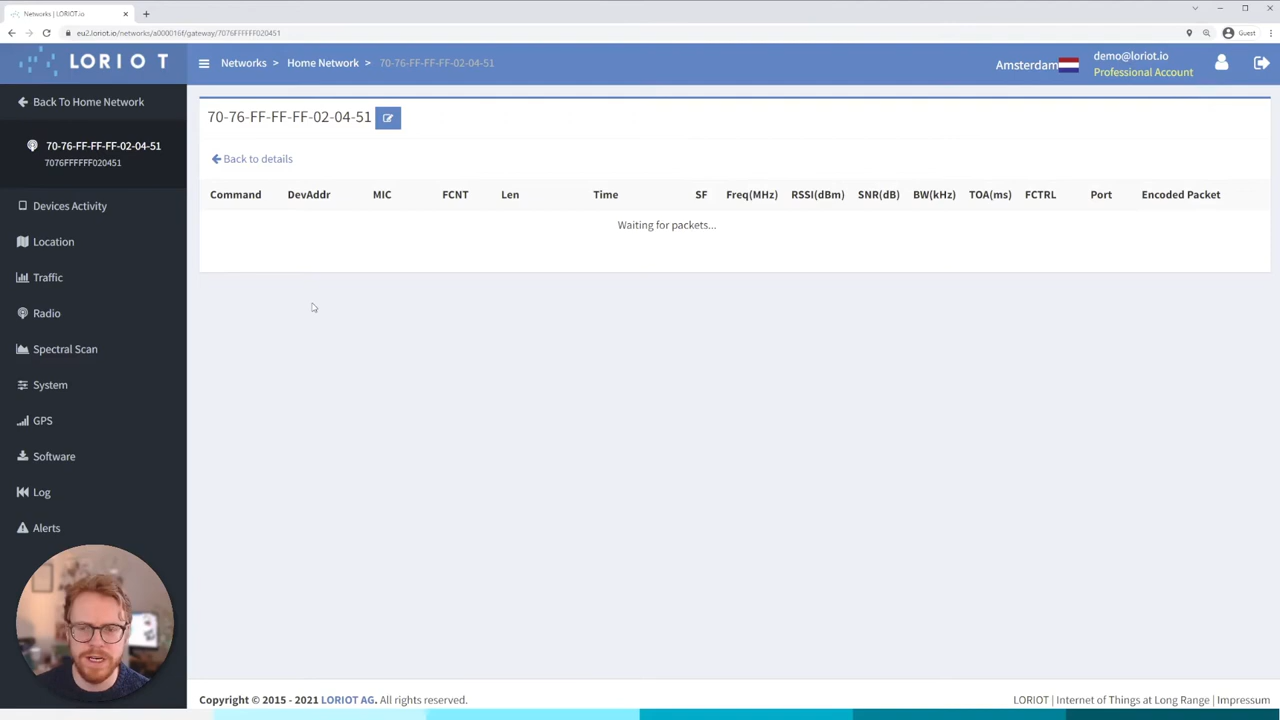 Networks | LORIOT.io
eu2.loriot.io/networks/a000016f/gateway/7076FFFFFF020451
Guest
LORIOT
Networks > Home Network > 70-76-FF-FF-FF-02-04-51
Amsterdam
demo@loriot.io
Professional Account
Back To Home Network
70-76-FF-FF-FF-02-04-51
7076FFFFFF020451
Devices Activity
Location
Traffic
Radio
Spectral Scan
System
GPS
Software
Log
Alerts
70-76-FF-FF-FF-02-04-51
Back to details
Command DevAddr MIC FCNT Len Time SF Freq(MHz) RSSI(dBm) SNR(dB) BW(kHz) TOA(ms) FCTRL Port Encoded Packet
Waiting for packets...
Copyright © 2015 - 2021 LORIOT AG. All rights reserved.
LORIOT | Internet of Things at Long Range | Impressum